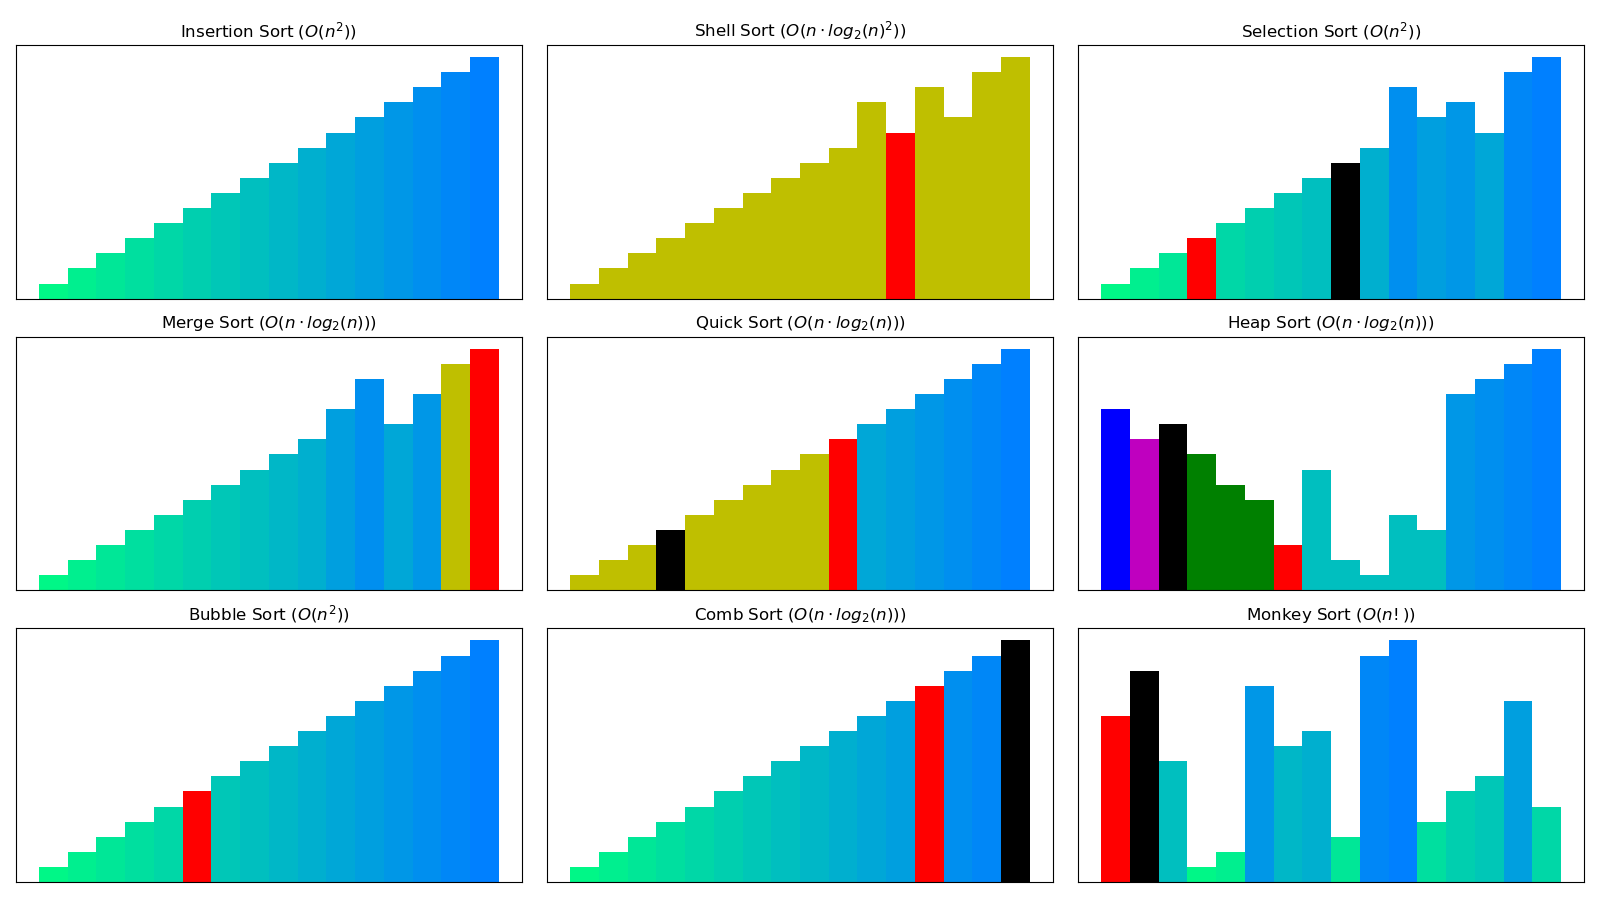 Insertion Sort (O(n²))
Shell Sort (O(n · log₂(n)²))
Selection Sort (O(n²))
Merge Sort (O(n · log₂(n)))
Quick Sort (O(n · log₂(n)))
Heap Sort (O(n · log₂(n)))
Bubble Sort (O(n²))
Comb Sort (O(n · log₂(n)))
Monkey Sort (O(n!))